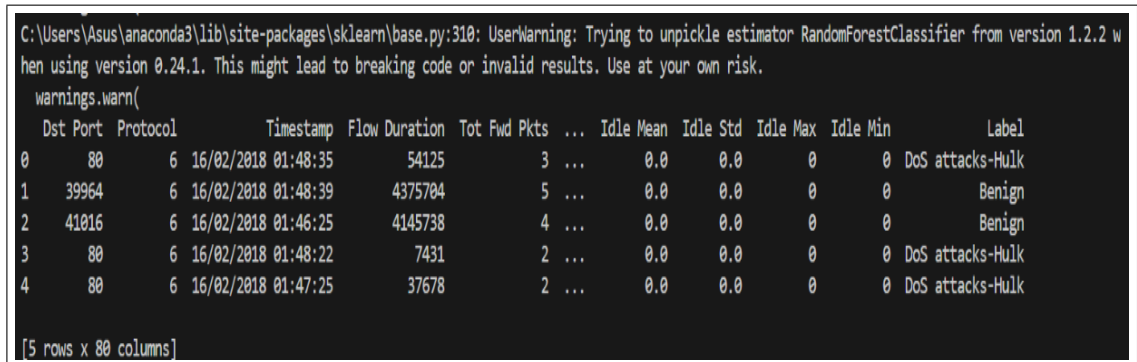 C:\Users\Asus\anaconda3\lib\site-packages\sklearn\base.py:310: UserWarning: Trying to unpickle estimator RandomForestClassifier from version 1.2.2 w
hen using version 0.24.1. This might lead to breaking code or invalid results. Use at your own risk.
  warnings.warn(
   Dst Port  Protocol            Timestamp  Flow Duration  Tot Fwd Pkts  ...  Idle Mean  Idle Std  Idle Max  Idle Min             Label
0        80         6  16/02/2018 01:48:35          54125             3  ...        0.0       0.0         0         0  DoS attacks-Hulk
1     39964         6  16/02/2018 01:48:39        4375704             5  ...        0.0       0.0         0         0            Benign
2     41016         6  16/02/2018 01:46:25        4145738             4  ...        0.0       0.0         0         0            Benign
3        80         6  16/02/2018 01:48:22           7431             2  ...        0.0       0.0         0         0  DoS attacks-Hulk
4        80         6  16/02/2018 01:47:25          37678             2  ...        0.0       0.0         0         0  DoS attacks-Hulk
[5 rows x 80 columns]